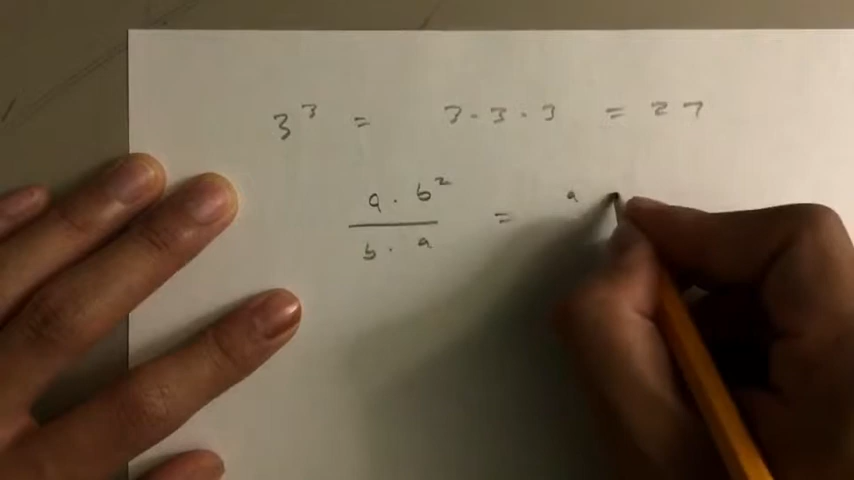 3³ = 3 · 3 · 3 = 27
a · b² = a
b · a